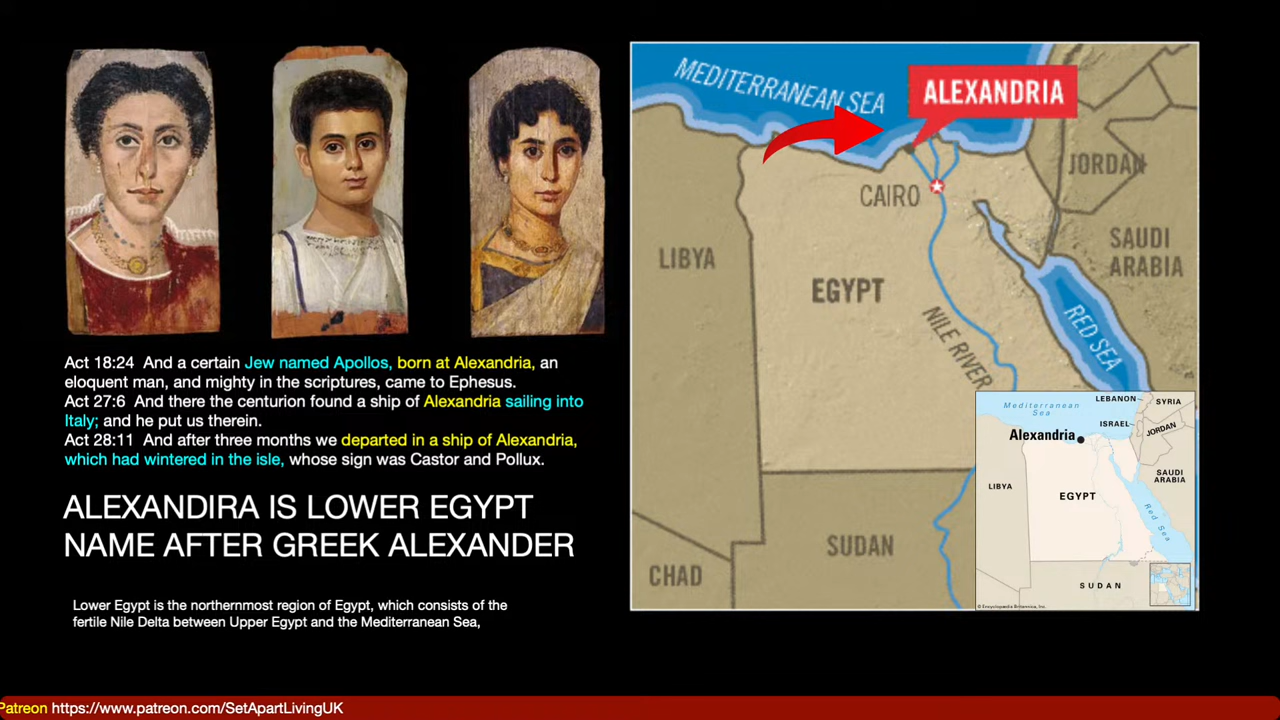 Act 18:24 And a certain Jew named Apollos, born at Alexandria, an
eloquent man, and mighty in the scriptures, came to Ephesus.
Act 27:6 And there the centurion found a ship of Alexandria sailing into
Italy; and he put us therein.
Act 28:11 And after three months we departed in a ship of Alexandria,
which had wintered in the isle, whose sign was Castor and Pollux.
ALEXANDIRA IS LOWER EGYPT
NAME AFTER GREEK ALEXANDER
Lower Egypt is the northernmost region of Egypt, which consists of the
fertile Nile Delta between Upper Egypt and the Mediterranean Sea,
MEDITERRANEAN SEA
ALEXANDRIA
JORDAN
CAIRO
LIBYA
SAUDI
ARABIA
EGYPT
NILE RIVER
RED SEA
SUDAN
CHAD
Mediterranean
Sea
LEBANON
SYRIA
ISRAEL
JORDAN
Alexandria
SAUDI
ARABIA
LIBYA
EGYPT
Red Sea
SUDAN
© Encyclopædia Britannica, Inc.
Patreon https://www.patreon.com/SetApartLivingUK